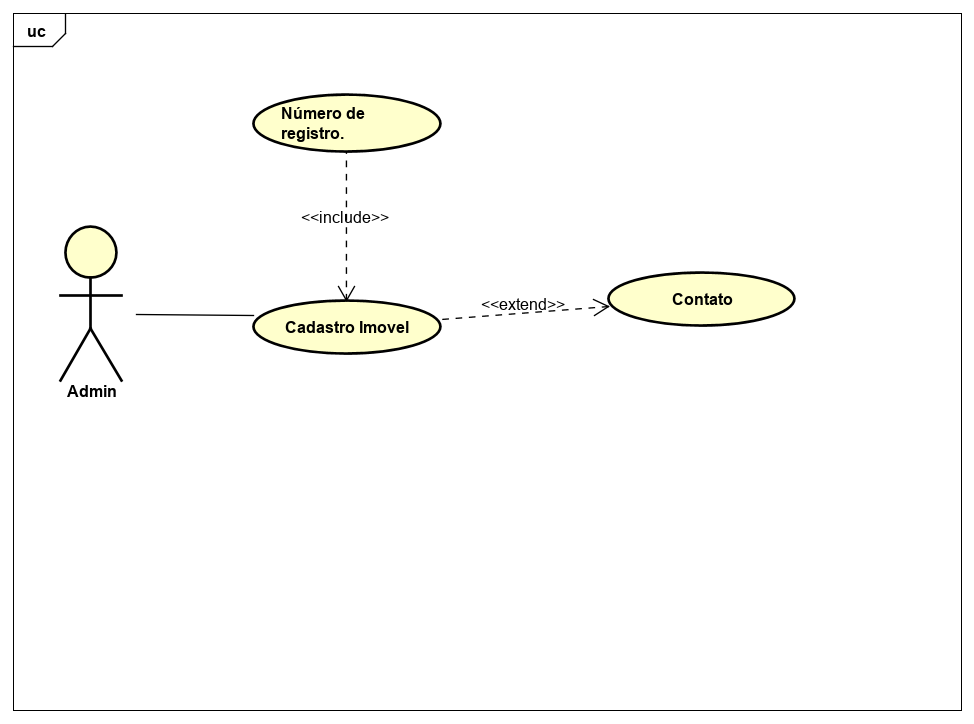 uc
Número de
registro.
<<include>>
<<extend>>
Contato
Cadastro Imovel
Admin